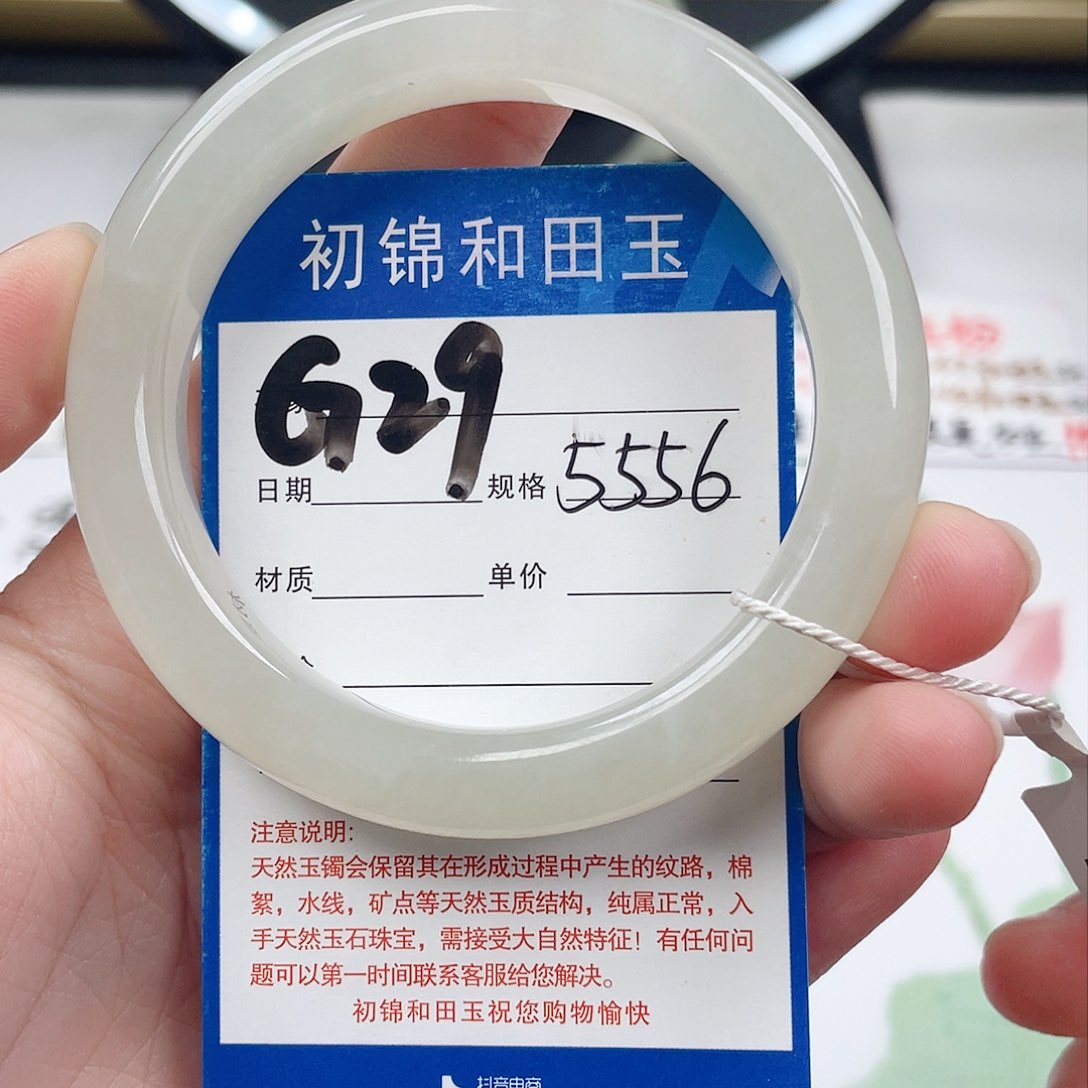 初锦和田玉
G29
日期 规格 5556
材质 单价
注意说明:
天然玉镯会保留其在形成过程中产生的纹路，棉
絮，水线，矿点等天然玉质结构，纯属正常，入
手天然玉石珠宝，需接受大自然特征！有任何问
题可以第一时间联系客服给您解决。
初锦和田玉祝您购物愉快
抖音电商